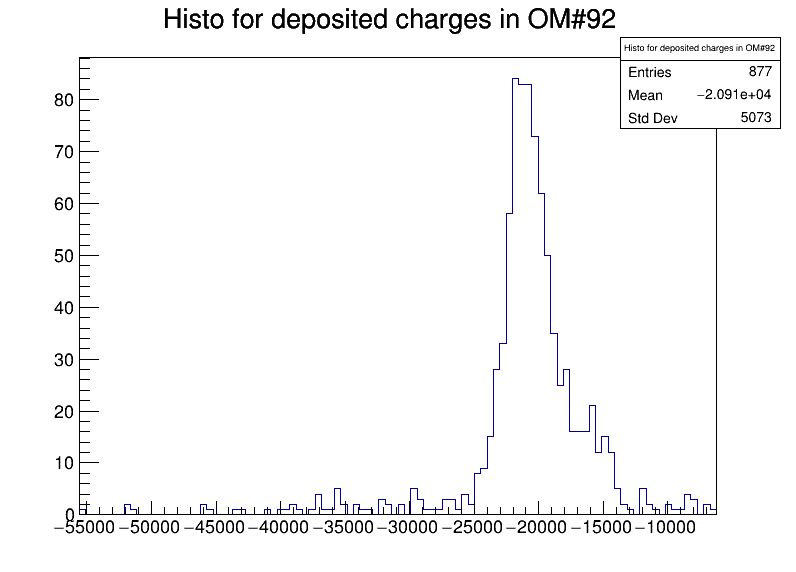 Histo for deposited charges in OM#92
Histo for deposited charges in OM#92
Entries 877
Mean −2.091e+04
Std Dev 5073
80
70
60
50
40
30
20
10
0
−55000 −50000 −45000 −40000 −35000 −30000 −25000 −20000 −15000 −10000